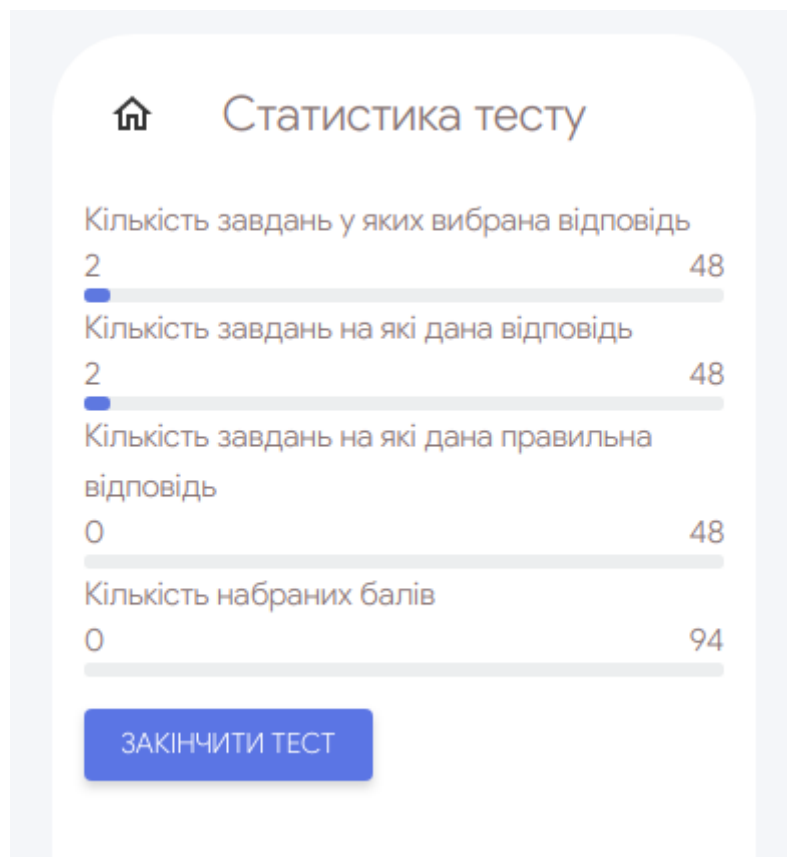 Статистика тесту
Кількість завдань у яких вибрана відповідь
2 48
Кількість завдань на які дана відповідь
2 48
Кількість завдань на які дана правильна
відповідь
0 48
Кількість набраних балів
0 94
ЗАКІНЧИТИ ТЕСТ